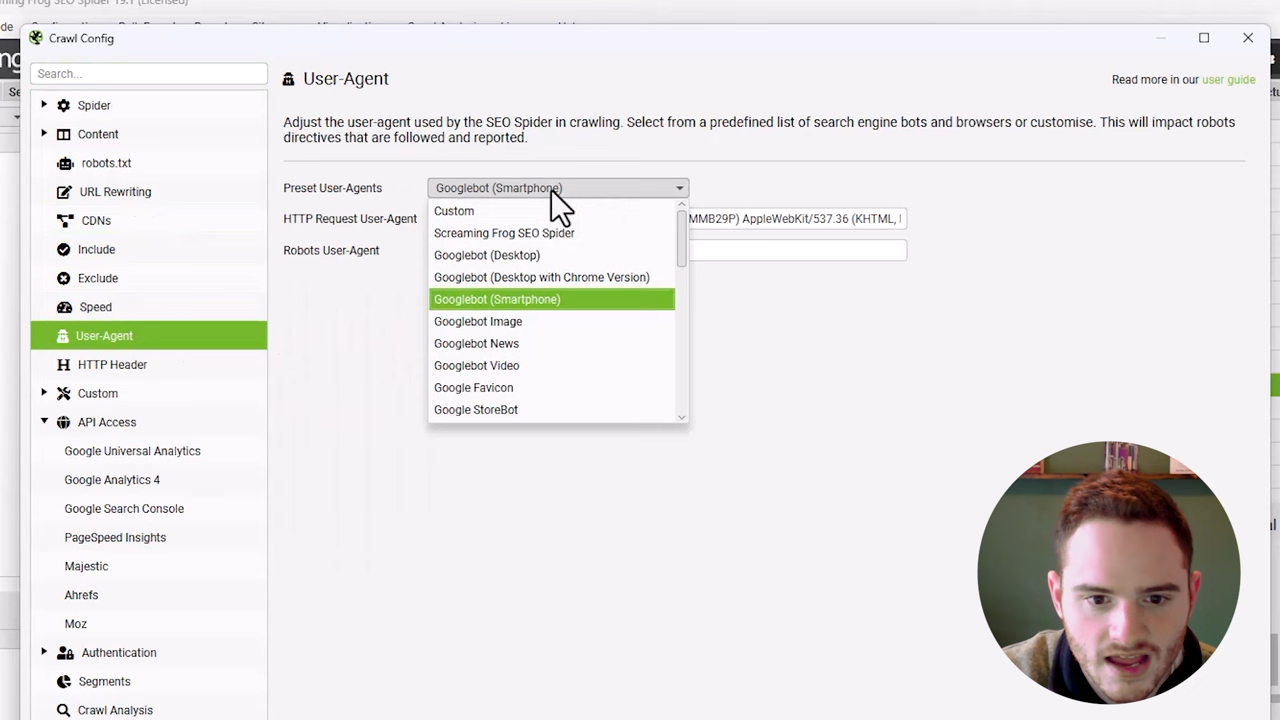 Crawl Config
Search...
Spider
Content
robots.txt
URL Rewriting
CDNs
Include
Exclude
Speed
User-Agent
HTTP Header
Custom
API Access
Google Universal Analytics
Google Analytics 4
Google Search Console
PageSpeed Insights
Majestic
Ahrefs
Moz
Authentication
Segments
Crawl Analysis
User-Agent
Read more in our user guide
Adjust the user-agent used by the SEO Spider in crawling. Select from a predefined list of search engine bots and browsers or customise. This will impact robots
directives that are followed and reported.
Preset User-Agents
Googlebot (Smartphone)
HTTP Request User-Agent
MMB29P) AppleWebKit/537.36 (KHTML, l
Robots User-Agent
Custom
Screaming Frog SEO Spider
Googlebot (Desktop)
Googlebot (Desktop with Chrome Version)
Googlebot (Smartphone)
Googlebot Image
Googlebot News
Googlebot Video
Google Favicon
Google StoreBot